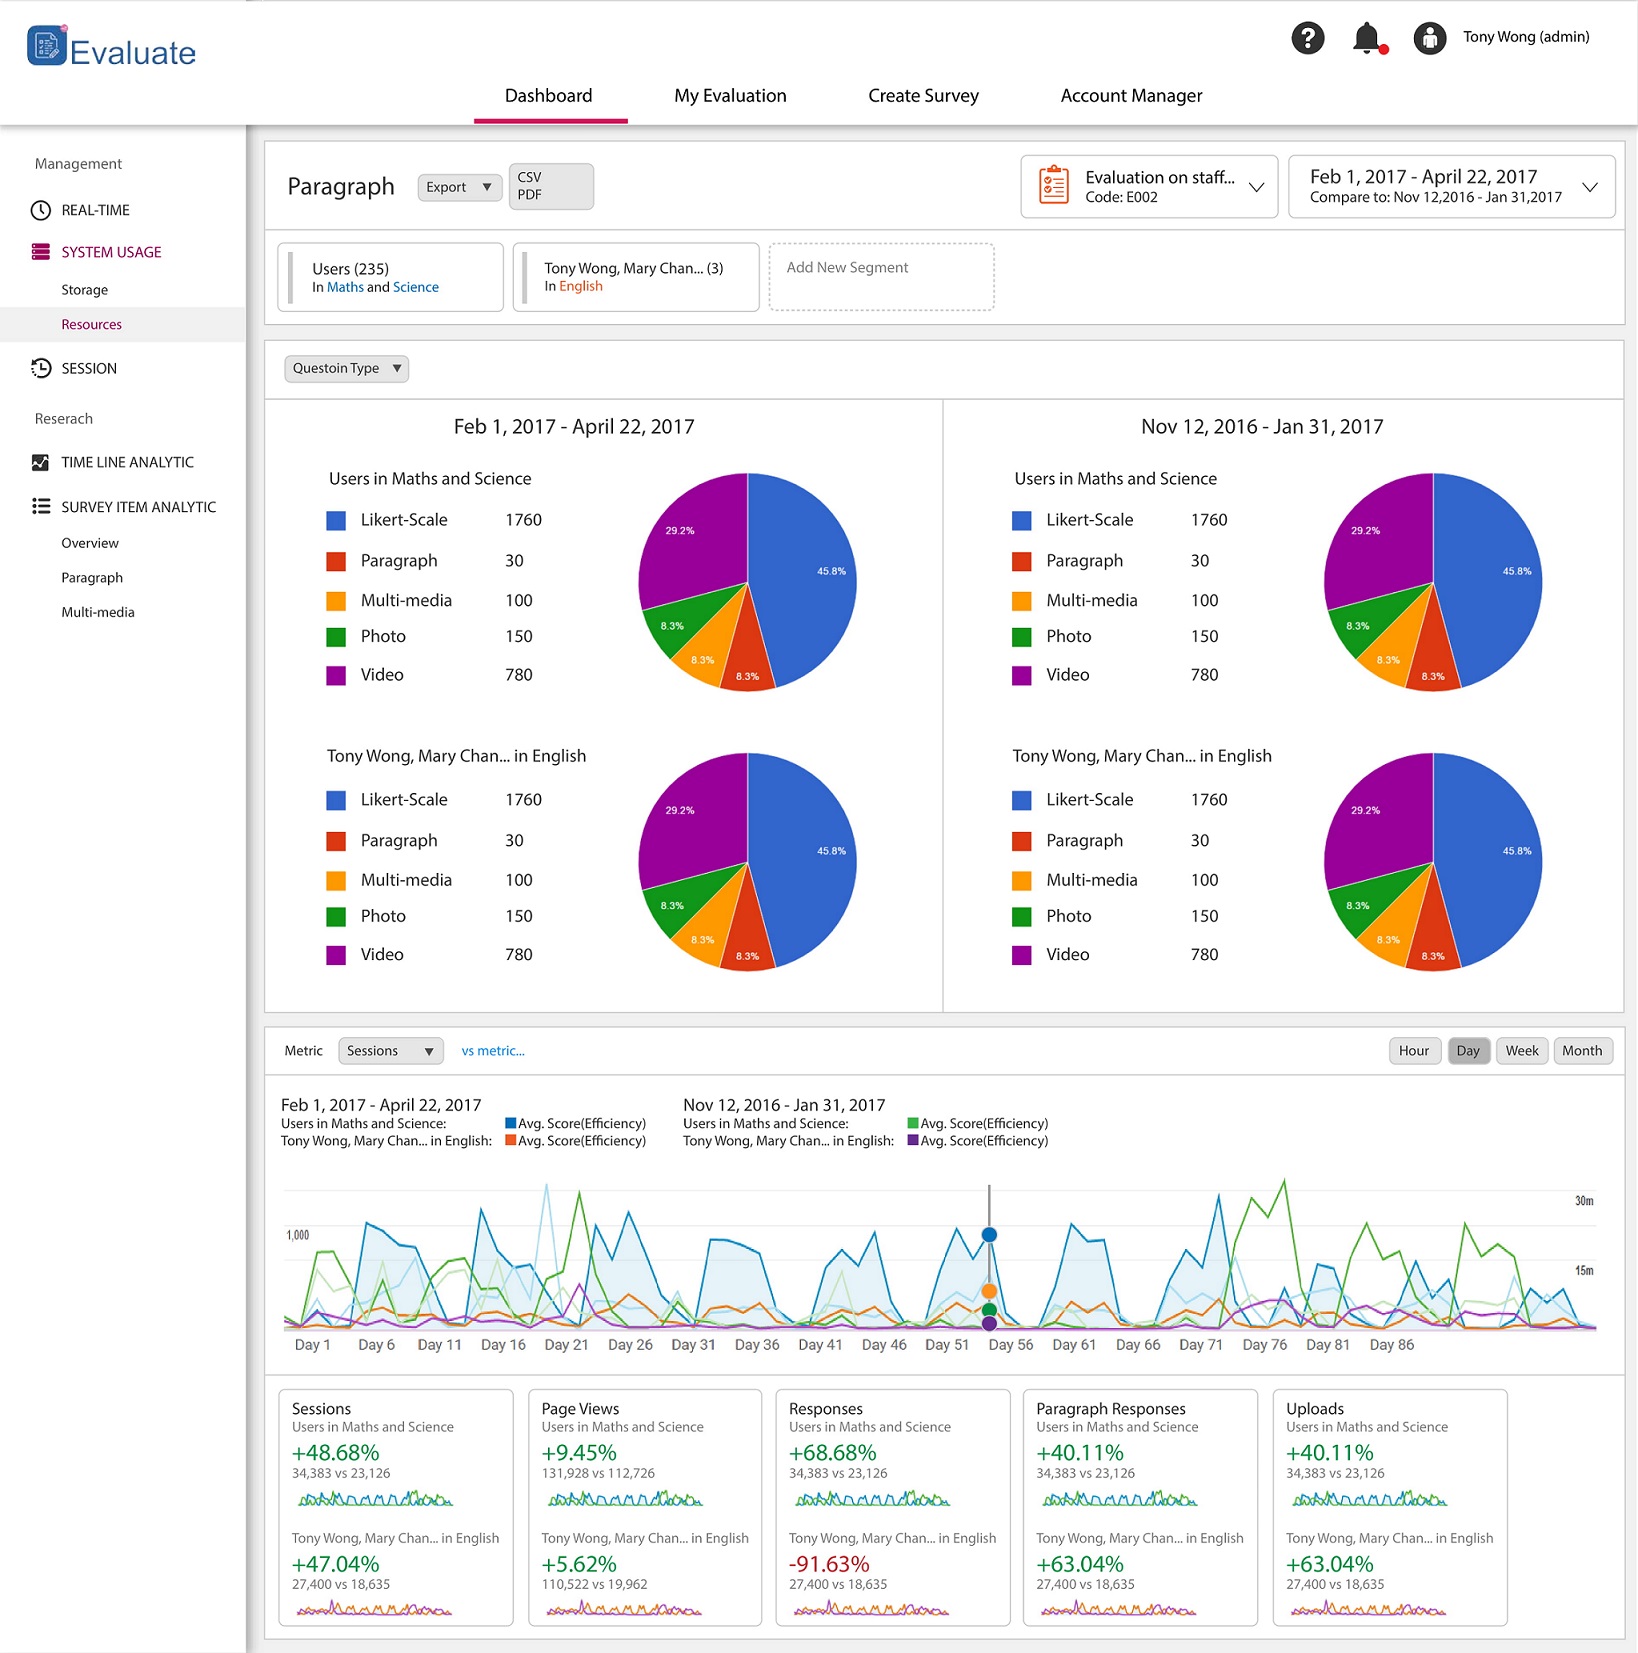 Evaluate
Tony Wong (admin)
Dashboard
My Evaluation
Create Survey
Account Manager
Management
REAL-TIME
SYSTEM USAGE
Storage
Resources
SESSION
Reserach
TIME LINE ANALYTIC
SURVEY ITEM ANALYTIC
Overview
Paragraph
Multi-media
Paragraph
Export
CSV
PDF
Evaluation on staff...
Code: E002
Feb 1, 2017 - April 22, 2017
Compare to: Nov 12,2016 - Jan 31,2017
Users (235)
In Maths and Science
Tony Wong, Mary Chan... (3)
In English
Add New Segment
Questoin Type
Feb 1, 2017 - April 22, 2017
Users in Maths and Science
Likert-Scale 1760
Paragraph 30
Multi-media 100
Photo 150
Video 780
29.2%
45.8%
8.3%
8.3%
8.3%
Tony Wong, Mary Chan... in English
Likert-Scale 1760
Paragraph 30
Multi-media 100
Photo 150
Video 780
29.2%
45.8%
8.3%
8.3%
8.3%
Nov 12, 2016 - Jan 31, 2017
Users in Maths and Science
Likert-Scale 1760
Paragraph 30
Multi-media 100
Photo 150
Video 780
29.2%
45.8%
8.3%
8.3%
8.3%
Tony Wong, Mary Chan... in English
Likert-Scale 1760
Paragraph 30
Multi-media 100
Photo 150
Video 780
29.2%
45.8%
8.3%
8.3%
8.3%
Metric
Sessions
vs metric...
Hour
Day
Week
Month
Feb 1, 2017 - April 22, 2017
Users in Maths and Science: Avg. Score(Efficiency)
Tony Wong, Mary Chan... in English: Avg. Score(Efficiency)
Nov 12, 2016 - Jan 31, 2017
Users in Maths and Science: Avg. Score(Efficiency)
Tony Wong, Mary Chan... in English: Avg. Score(Efficiency)
30m
1,000
15m
Day 1 Day 6 Day 11 Day 16 Day 21 Day 26 Day 31 Day 36 Day 41 Day 46 Day 51 Day 56 Day 61 Day 66 Day 71 Day 76 Day 81 Day 86
Sessions
Users in Maths and Science
+48.68%
34,383 vs 23,126
Tony Wong, Mary Chan... in English
+47.04%
27,400 vs 18,635
Page Views
Users in Maths and Science
+9.45%
131,928 vs 112,726
Tony Wong, Mary Chan... in English
+5.62%
110,522 vs 19,962
Responses
Users in Maths and Science
+68.68%
34,383 vs 23,126
Tony Wong, Mary Chan... in English
-91.63%
27,400 vs 18,635
Paragraph Responses
Users in Maths and Science
+40.11%
34,383 vs 23,126
Tony Wong, Mary Chan... in English
+63.04%
27,400 vs 18,635
Uploads
Users in Maths and Science
+40.11%
34,383 vs 23,126
Tony Wong, Mary Chan... in English
+63.04%
27,400 vs 18,635